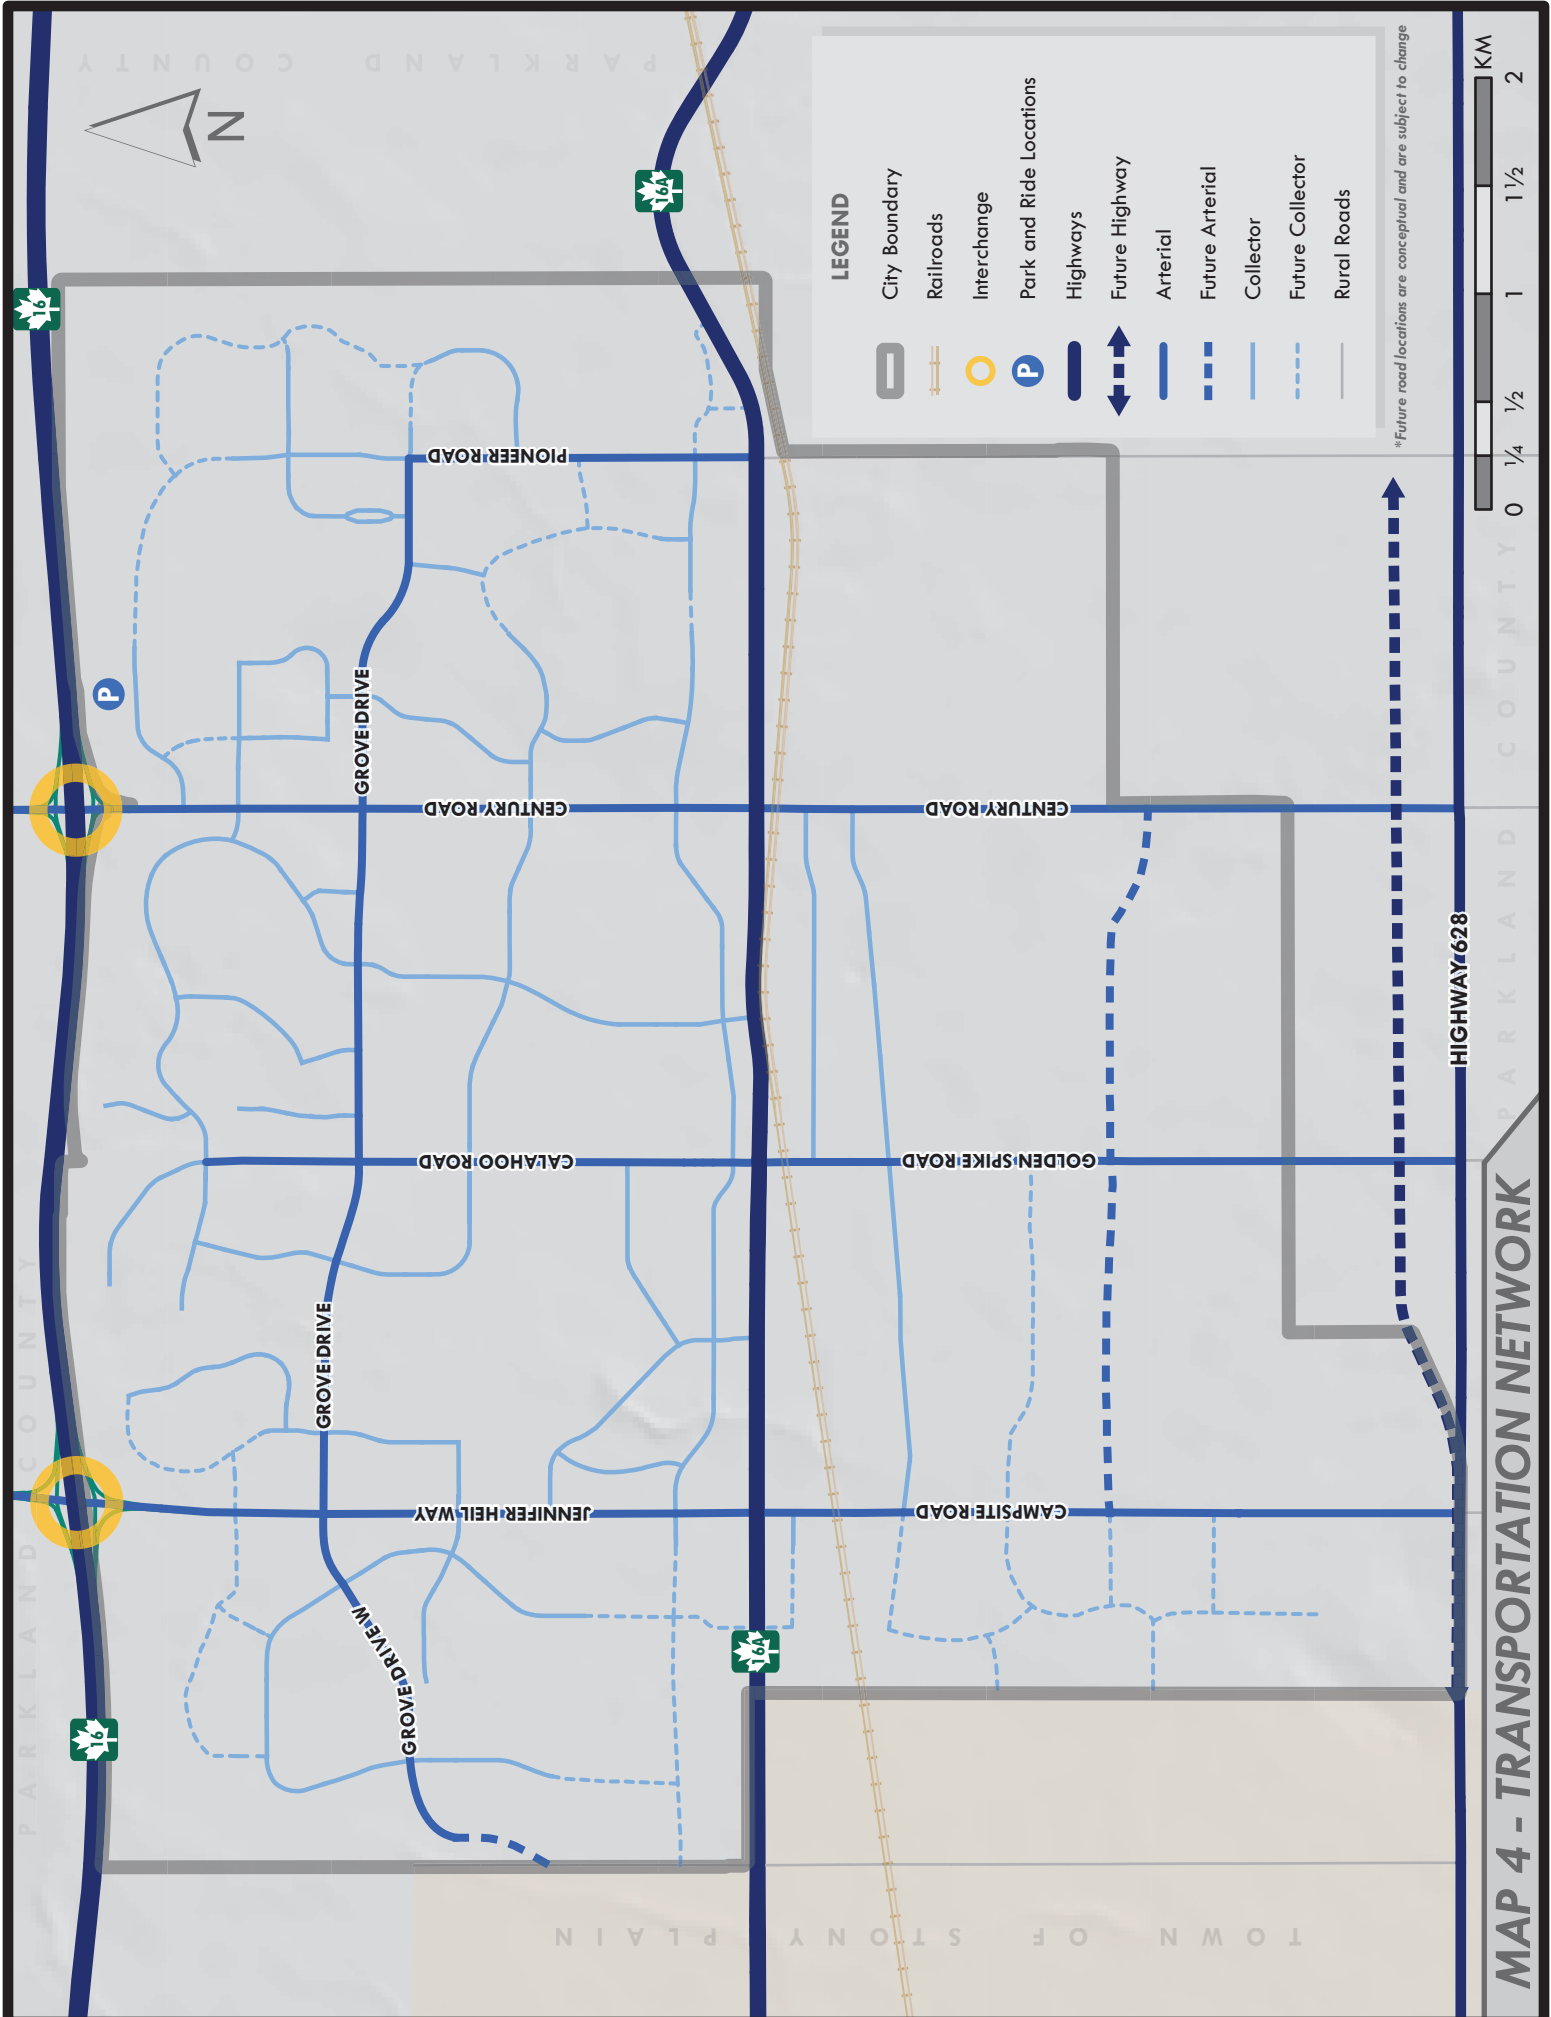 PARKLAND COUNTY
N
16
16A
LEGEND
City Boundary
Railroads
Interchange
Park and Ride Locations
P
Highways
Future Highway
Arterial
Future Arterial
Collector
Future Collector
Rural Roads
*Future road locations are conceptual and are subject to change
KM
0 1/4 1/2 1 1 1/2 2
P
PIONEER ROAD
GROVE DRIVE
CENTURY ROAD
CENTURY ROAD
CALAHOO ROAD
GOLDEN SPIKE ROAD
GROVE DRIVE
JENNIFER HEIL WAY
CAMPSITE ROAD
GROVE DRIVE W
16
16A
HIGHWAY 628
PARKLAND COUNTY
PARKLAND COUNTY
TOWN OF STONY PLAIN
MAP 4 - TRANSPORTATION NETWORK